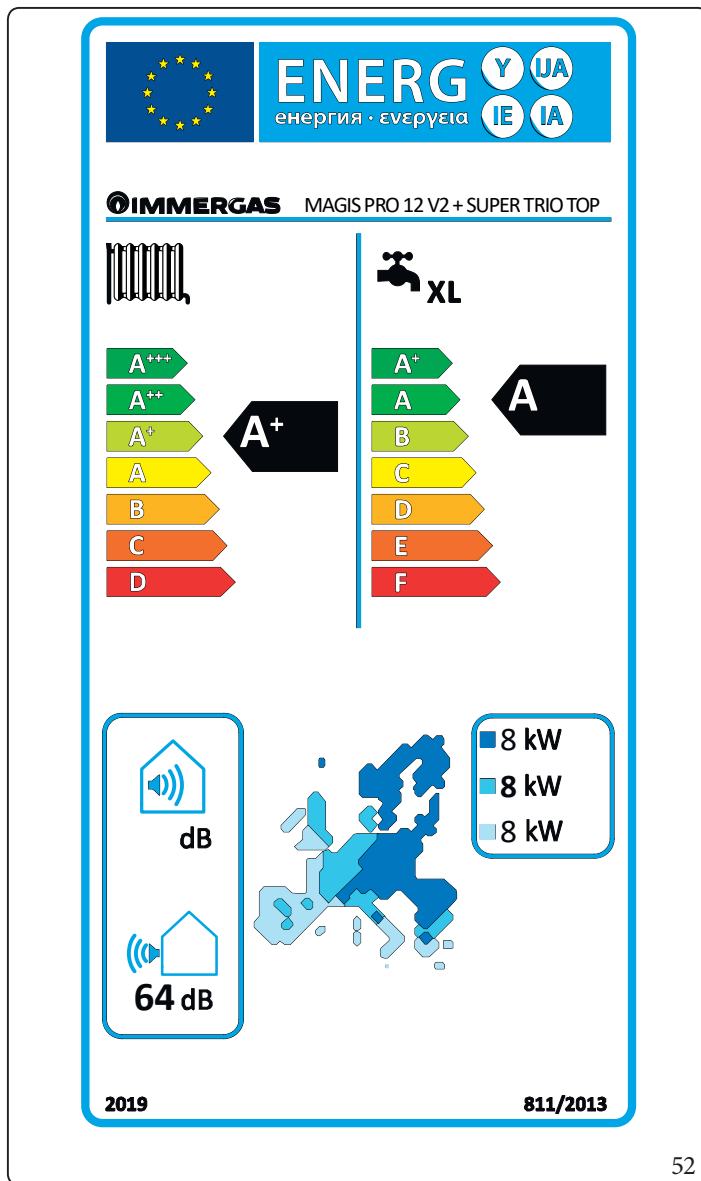 ENERG Y IJA
енергия · ενεργεια IE IA
IMMERGAS MAGIS PRO 12 V2 + SUPER TRIO TOP
XL
A+++
A++
A+
A
B
C
D
A+
A+
A
B
C
D
E
F
A
dB
64 dB
8 kW
8 kW
8 kW
2019 811/2013
52